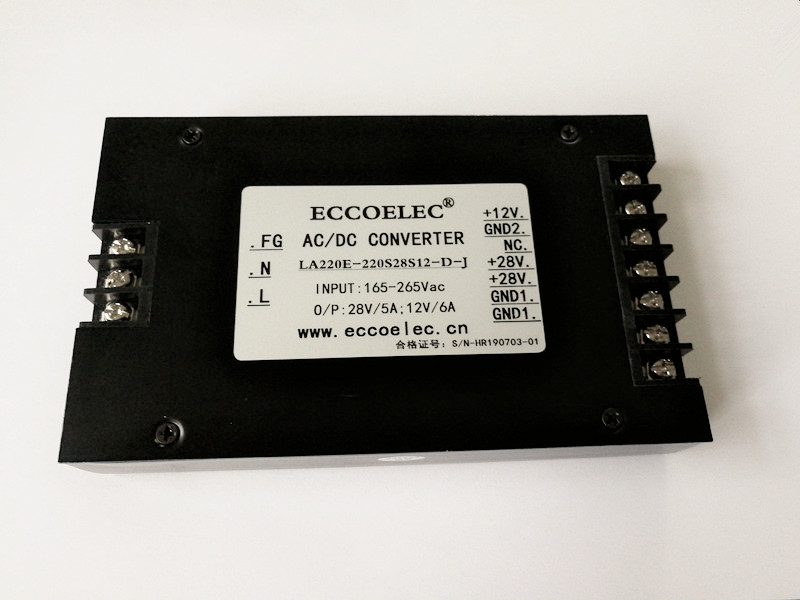 ECCOELEC®
AC/DC CONVERTER
LA220E-220S28S12-D-J
INPUT:165-265Vac
O/P:28V/5A;12V/6A
www.eccoelec.cn
合格证号: S/N-HR190703-01
.FG
.N
.L
+12V.
GND2.
NC.
+28V.
+28V.
GND1.
GND1.